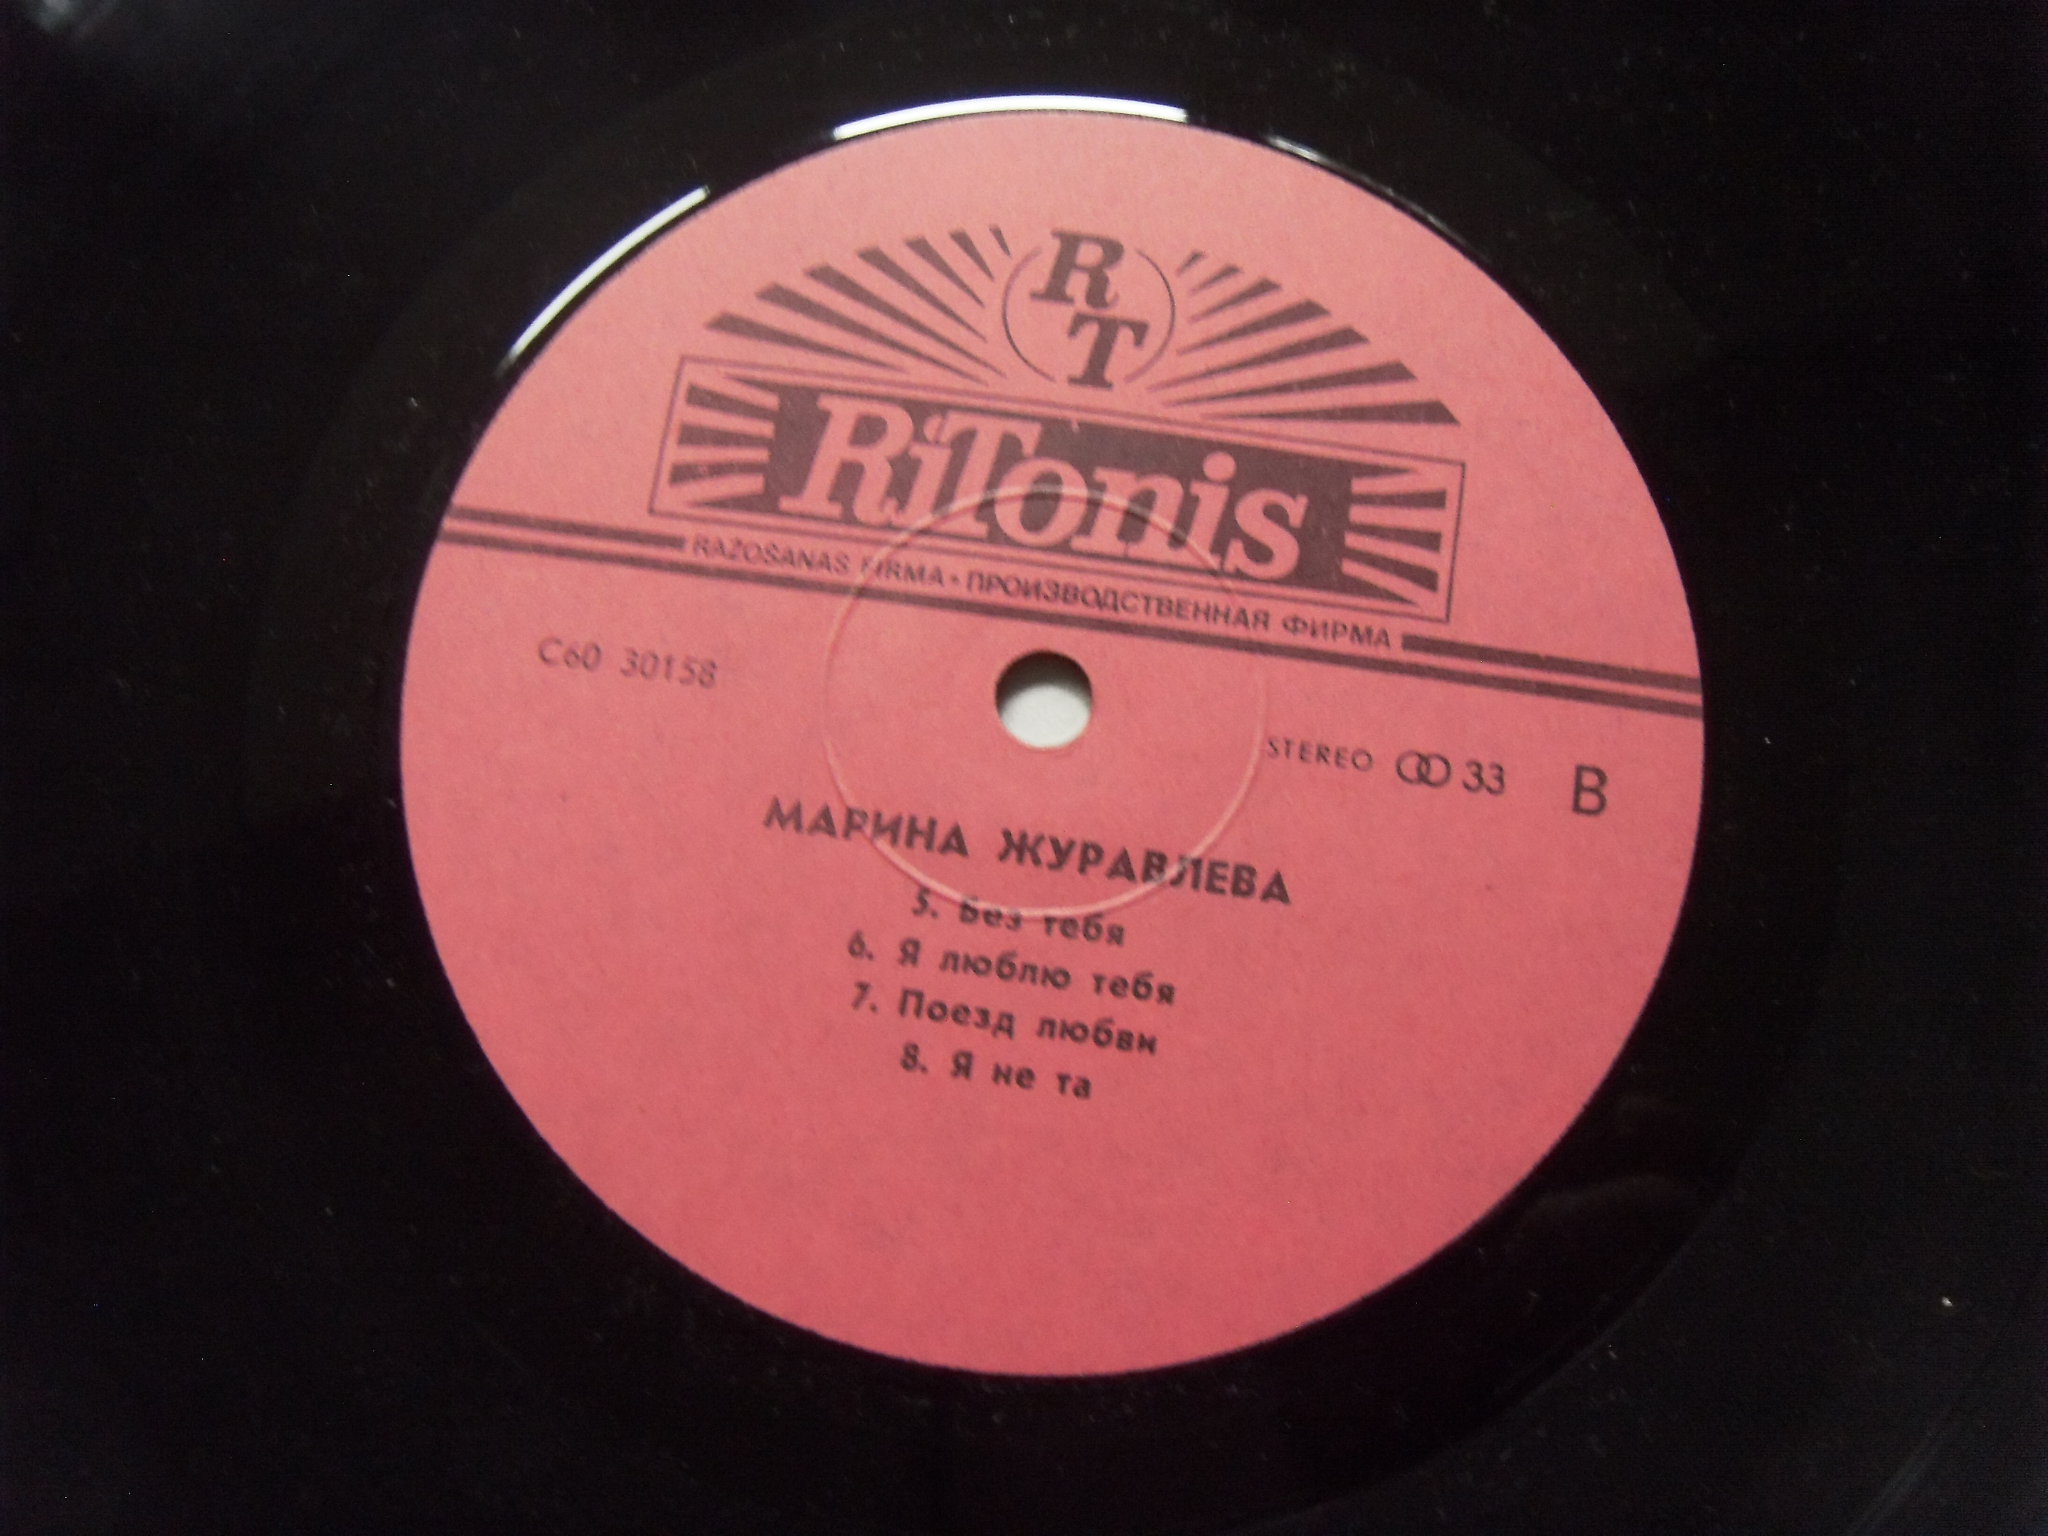 R
T
RiTonis
RAŽOŠANAS FIRMA • ПРОИЗВОДСТВЕННАЯ ФИРМА
С60 30158
STEREO 33 B
МАРИНА ЖУРАВЛЕВА
5. Без тебя
6. Я люблю тебя
7. Поезд любви
8. Я не та